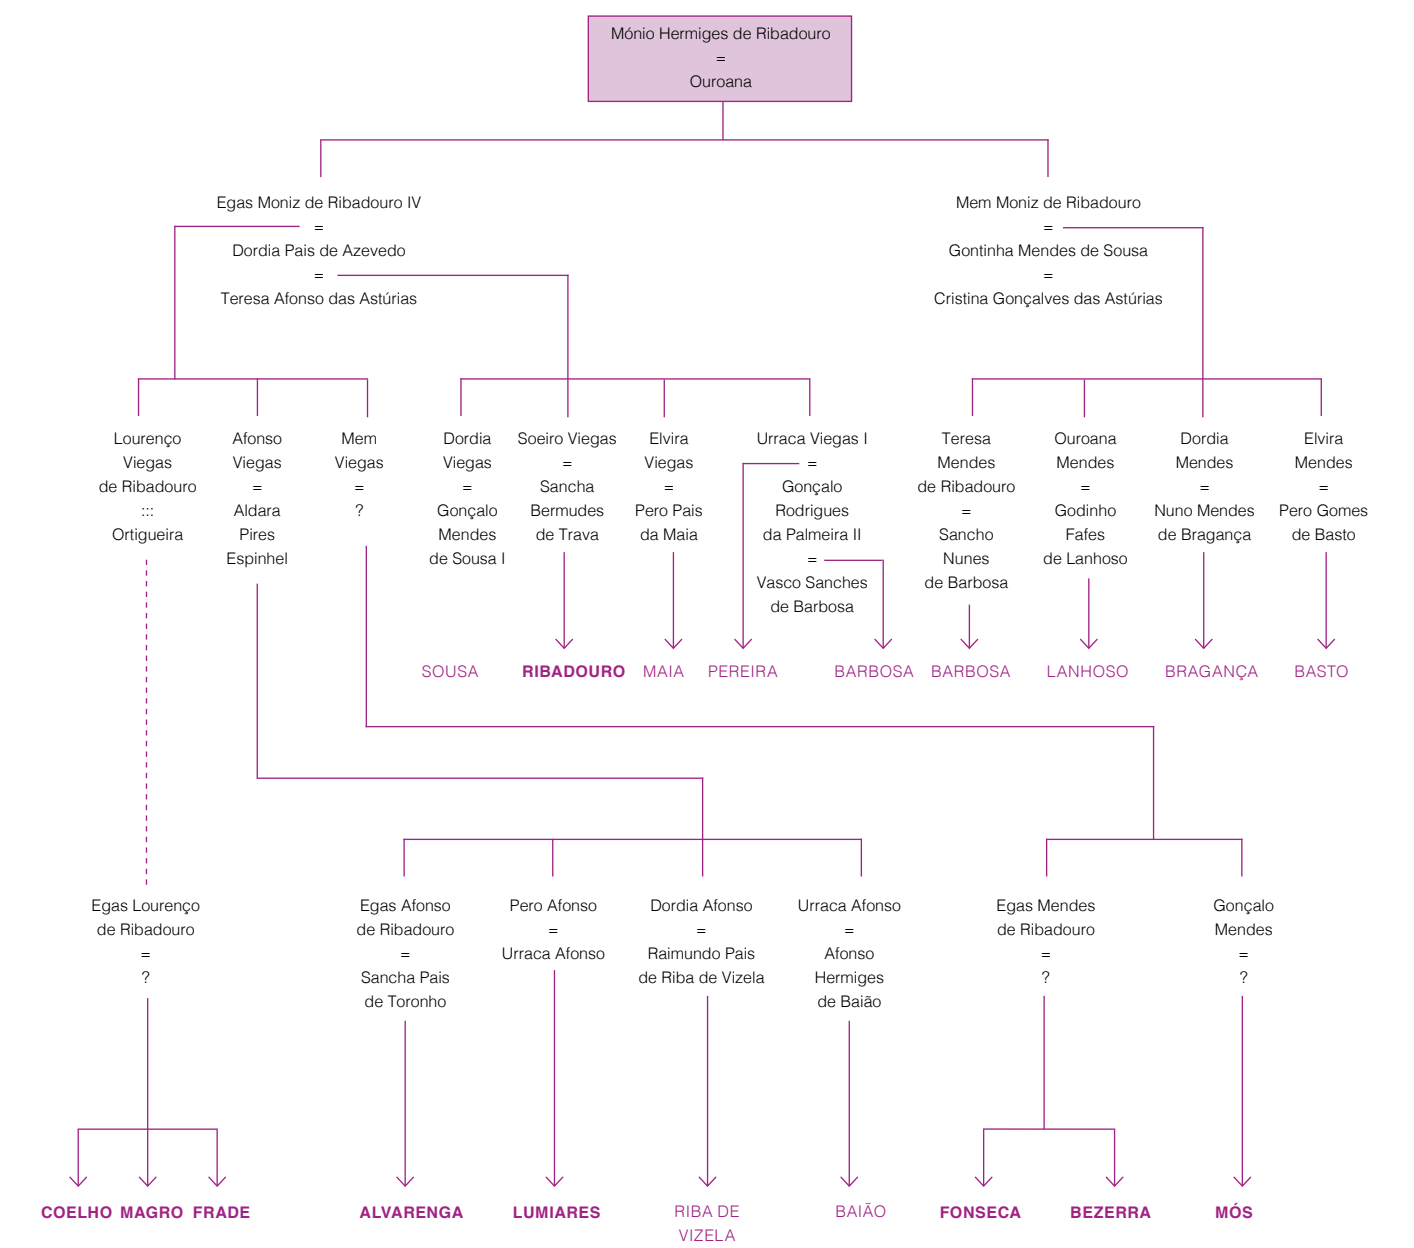 Mónio Hermiges de Ribadouro
=
Ouroana
Egas Moniz de Ribadouro IV
=
Dordia Pais de Azevedo
=
Teresa Afonso das Astúrias
Mem Moniz de Ribadouro
=
Gontinha Mendes de Sousa
=
Cristina Gonçalves das Astúrias
Lourenço
Viegas
de Ribadouro
:::
Ortigueira
Afonso
Viegas
=
Aldara
Pires
Espinhel
Mem
Viegas
=
?
Dordia
Viegas
=
Gonçalo
Mendes
de Sousa I
Soeiro Viegas
=
Sancha
Bermudes
de Trava
Elvira
Viegas
=
Pero Pais
da Maia
Urraca Viegas I
=
Gonçalo
Rodrigues
da Palmeira II
=
Vasco Sanches
de Barbosa
Teresa
Mendes
de Ribadouro
=
Sancho
Nunes
de Barbosa
Ouroana
Mendes
=
Godinho
Fafes
de Lanhoso
Dordia
Mendes
=
Nuno Mendes
de Bragança
Elvira
Mendes
=
Pero Gomes
de Basto
SOUSA
RIBADOURO
MAIA
PEREIRA
BARBOSA
BARBOSA
LANHOSO
BRAGANÇA
BASTO
Egas Lourenço
de Ribadouro
=
?
Egas Afonso
de Ribadouro
=
Sancha Pais
de Toronho
Pero Afonso
=
Urraca Afonso
Dordia Afonso
=
Raimundo Pais
de Riba de Vizela
Urraca Afonso
=
Afonso
Hermiges
de Baião
Egas Mendes
de Ribadouro
=
?
Gonçalo
Mendes
=
?
COELHO
MAGRO
FRADE
ALVARENGA
LUMIARES
RIBA DE
VIZELA
BAIÃO
FONSECA
BEZERRA
MÓS